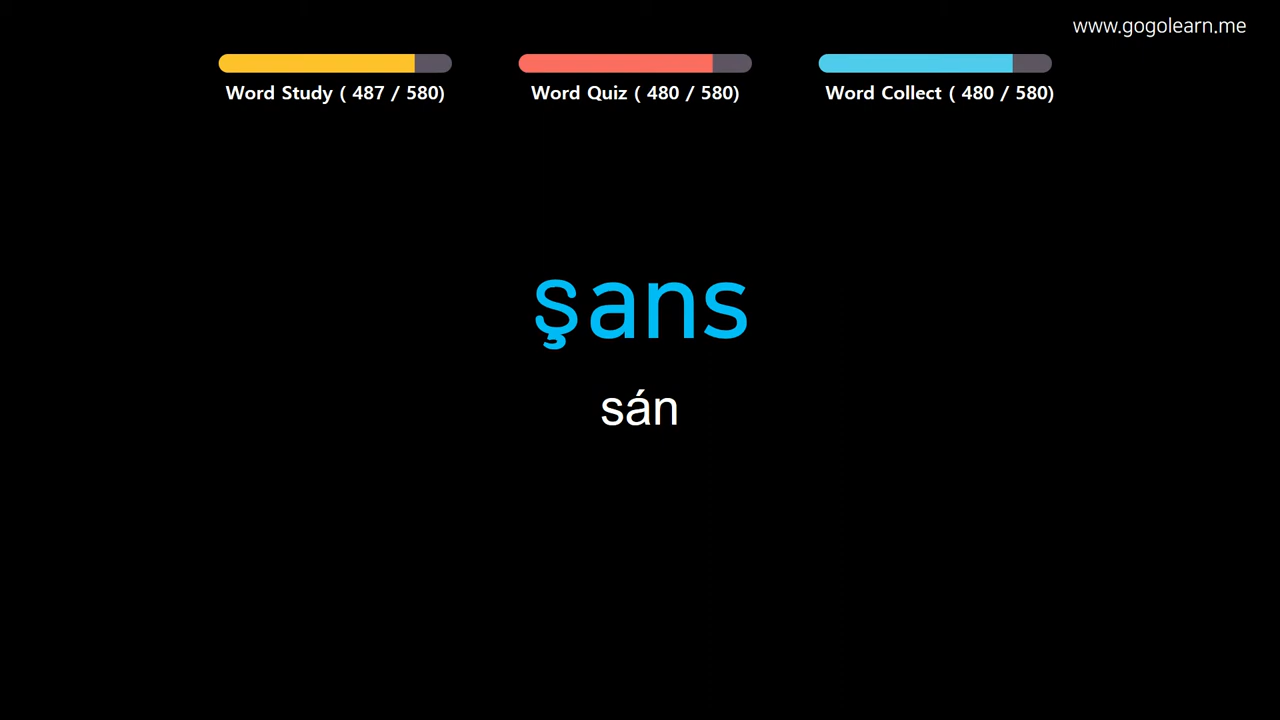 www.gogolearn.me
Word Study ( 487 / 580)
Word Quiz ( 480 / 580)
Word Collect ( 480 / 580)
şans
sán